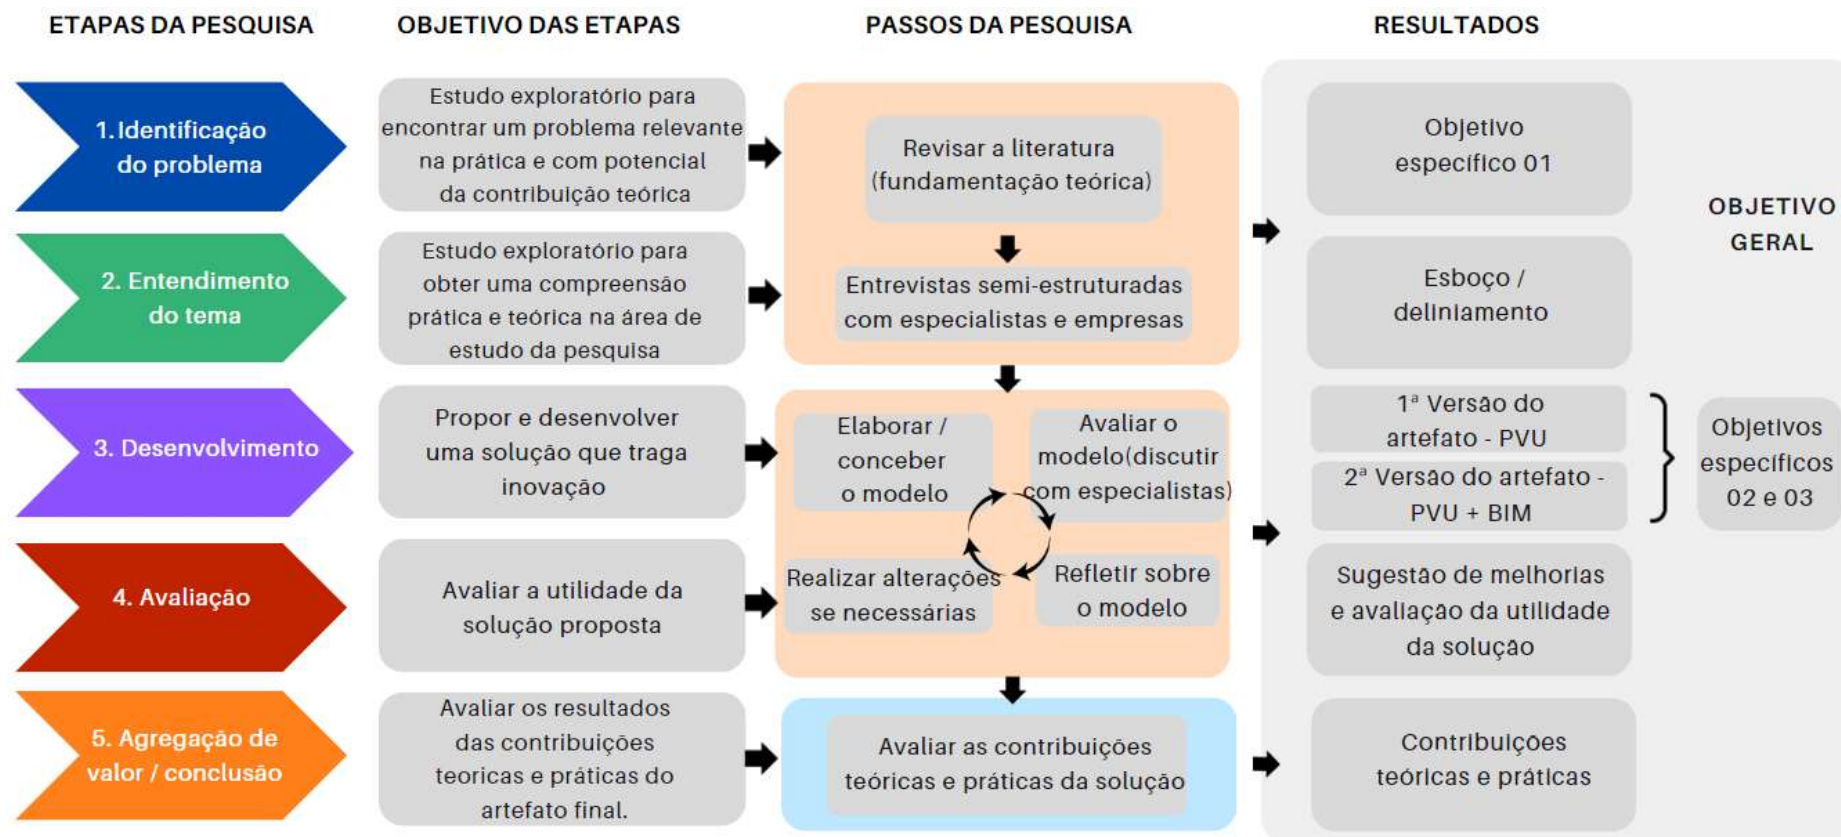 ETAPAS DA PESQUISA
OBJETIVO DAS ETAPAS
PASSOS DA PESQUISA
RESULTADOS
1. Identificação
do problema
Estudo exploratório para
encontrar um problema relevante
na prática e com potencial
da contribuição teórica
Revisar a literatura
(fundamentação teórica)
Objetivo
específico 01
OBJETIVO
GERAL
2. Entendimento
do tema
Estudo exploratório para
obter uma compreensão
prática e teórica na área de
estudo da pesquisa
Entrevistas semi-estruturadas
com especialistas e empresas
Esboço /
deliniamento
3. Desenvolvimento
Propor e desenvolver
uma solução que traga
inovação
Elaborar /
conceber
o modelo
Avaliar o
modelo(discutir
com especialistas)
1ª Versão do
artefato - PVU
2ª Versão do artefato -
PVU + BIM
Objetivos
específicos
02 e 03
4. Avaliação
Avaliar a utilidade da
solução proposta
Realizar alterações
se necessárias
Refletir sobre
o modelo
Sugestão de melhorias
e avaliação da utilidade
da solução
5. Agregação de
valor / conclusão
Avaliar os resultados
das contribuições
teoricas e práticas do
artefato final.
Avaliar as contribuições
teóricas e práticas da solução
Contribuições
teóricas e práticas